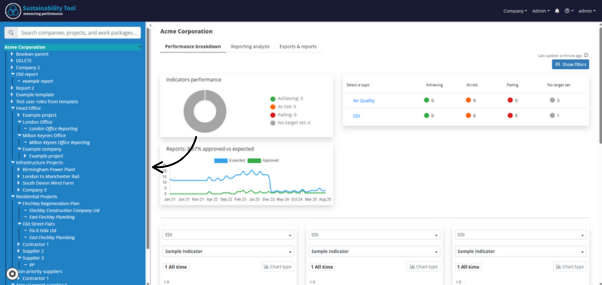 Sustainability Tool
measuring performance
Company
Admin
admin
Search companies, projects, and work packages...
Acme Corporation
Boolean parent
DELETE
Company 2
Old report
example report
Report 2
Example template
Test user roles from template
Head Office
Example project
London Office
London Office Reporting
Milton Keynes Office
Milton Keynes Office Reporting
Example company
Example project
Infrastructure Projects
Birmingham Power Plant
London to Manchester Rail
South Devon Wind Farm
Company 3
Residential Projects
Finchley Regeneration Plan
Finchley Construction Company Ltd
East Finchley Plumbing
Old Street Flats
Fix-it Felix Ltd
East Finchley Plumbing
Contractor 1
Supplier 2
Supplier 3
RP
priority suppliers
Contractor 1
Acme Corporation
Performance breakdown
Reporting analysis
Exports & reports
Last updated a minute ago
Show filters
Indicators performance
Achieving: 0
At risk: 0
Failing: 0
No target set: 4
Select a topic
Achieving
At risk
Failing
No target set
Air Quality
0
0
0
3
EDI
0
0
0
1
Reports: 
% approved vs expected
Expected
Approved
Jan 21 Jun 21 Nov 21 Apr 22 Sep 22 Feb 23 Jul 23 Dec 23 May 24 Oct 24 Mar 25 Aug 25
EDI
EDI
EDI
Sample Indicator
Sample Indicator
Sample Indicator
1 All time
Chart type
1 All time
Chart type
1 All time
Chart type
1.0
1.0
1.0